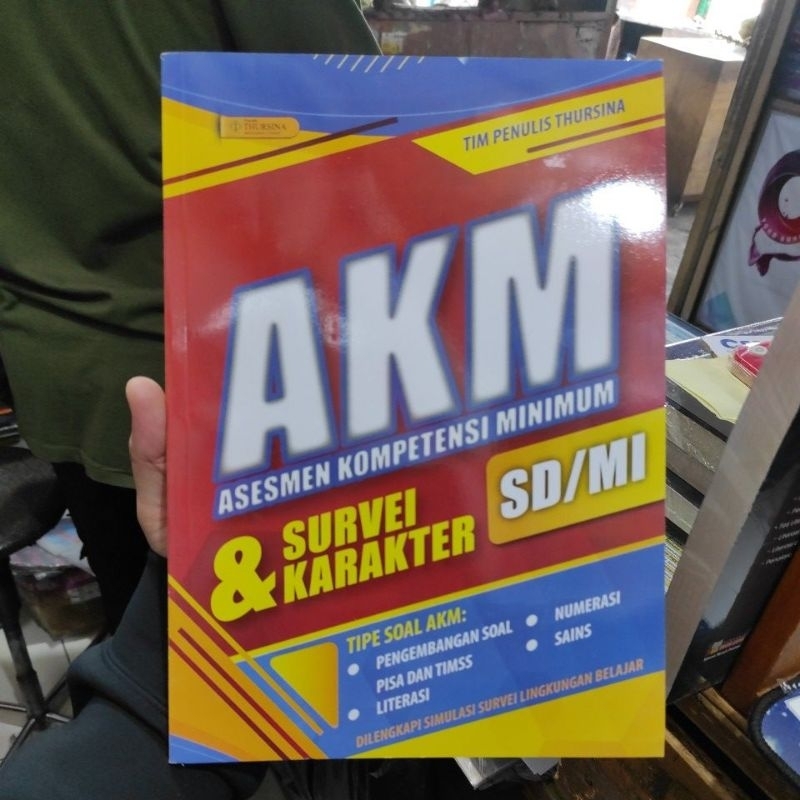 THURSINA
TIM PENULIS THURSINA
AKM
ASESMEN KOMPETENSI MINIMUM
& SURVEI
KARAKTER
SD/MI
TIPE SOAL AKM:
• PENGEMBANGAN SOAL
PISA DAN TIMSS
• LITERASI
• NUMERASI
• SAINS
DILENGKAPI SIMULASI SURVEI LINGKUNGAN BELAJAR